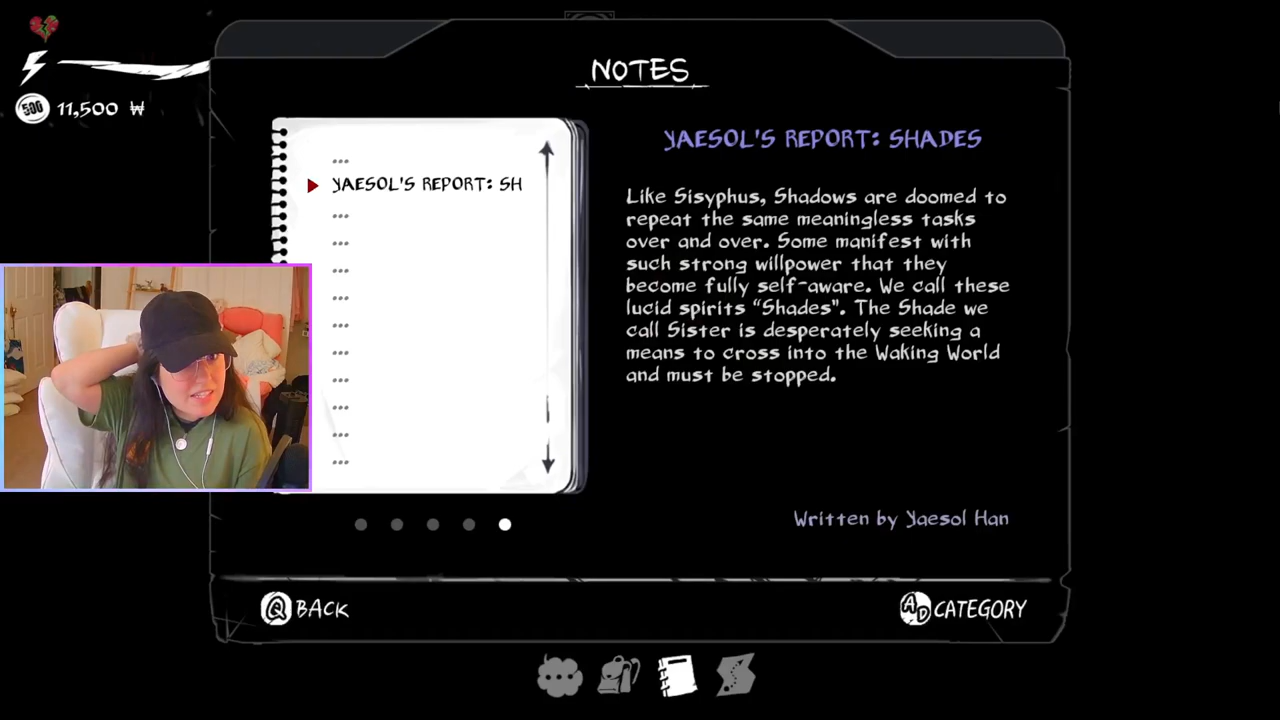 NOTES
500 11,500 ₩
YAESOL'S REPORT: SHADES
...
YAESOL'S REPORT: SH
...
...
...
...
...
...
...
...
...
...
Like Sisyphus, Shadows are doomed to
repeat the same meaningless tasks
over and over. Some manifest with
such strong willpower that they
become fully self-aware. We call these
lucid spirits "Shades". The Shade we
call Sister is desperately seeking a
means to cross into the Waking World
and must be stopped.
Written by Yaesol Han
Q BACK
A D CATEGORY